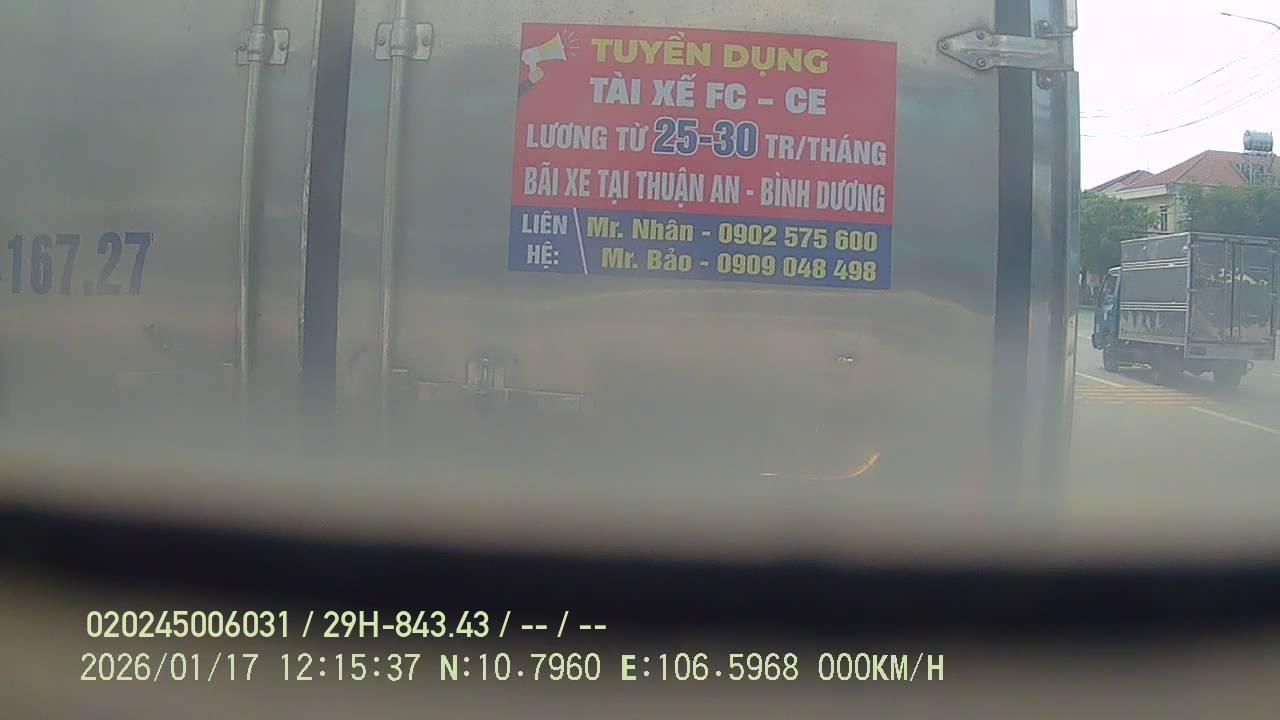 TUYỂN DỤNG
TÀI XẾ FC - CE
LƯƠNG TỪ 25-30 TR/THÁNG
BÃI XE TẠI THUẬN AN - BÌNH DƯƠNG
LIÊN HỆ:
Mr. Nhân - 0902 575 600
Mr. Bảo - 0909 048 498
167.27
020245006031 / 29H-843.43 / -- / --
2026/01/17 12:15:37 N:10.7960 E:106.5968 000KM/H